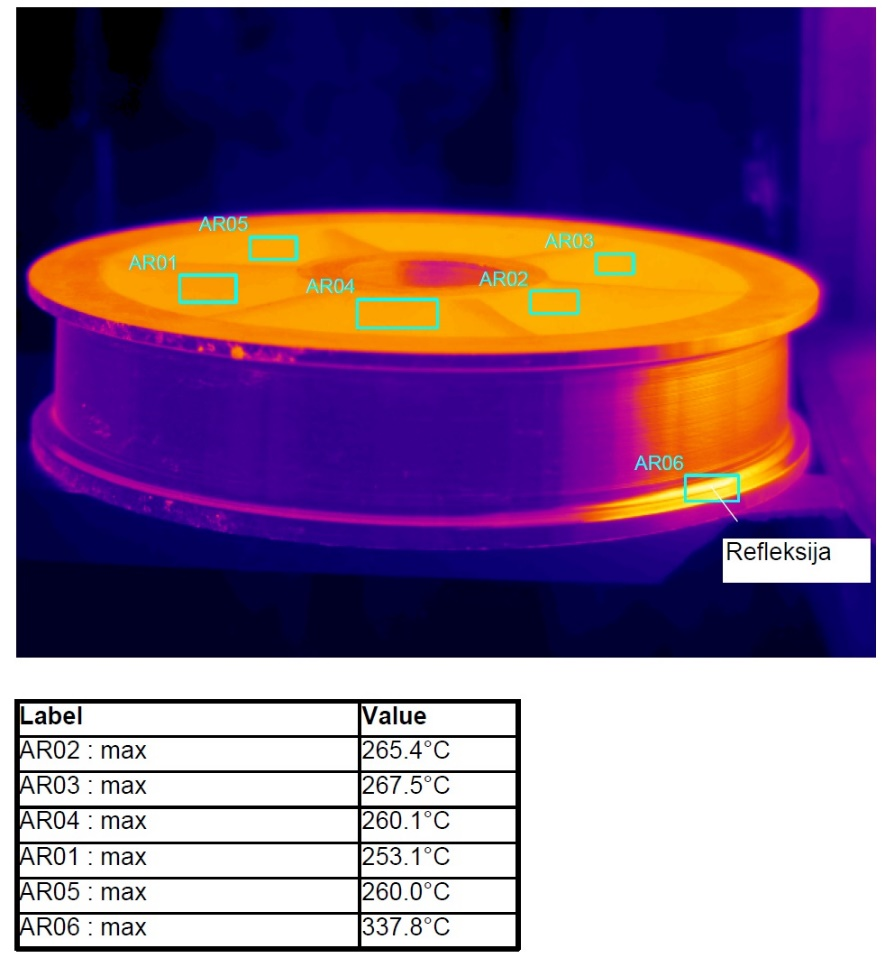 AR05
AR03
AR01
AR02
AR04
AR06
Refleksija
Label Value
AR02 : max 265.4°C
AR03 : max 267.5°C
AR04 : max 260.1°C
AR01 : max 253.1°C
AR05 : max 260.0°C
AR06 : max 337.8°C